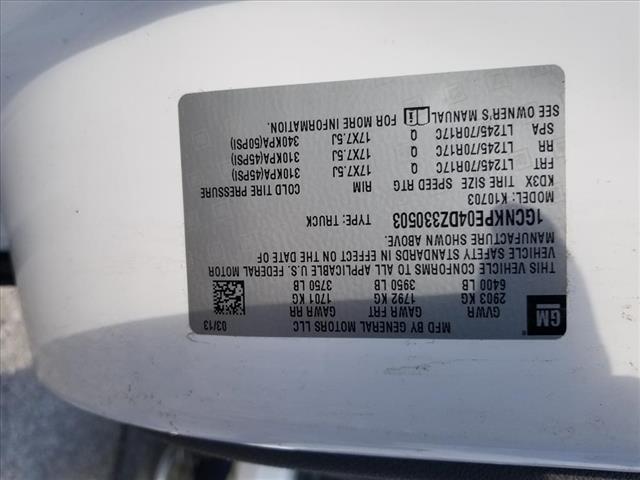 GM
MFD BY GENERAL MOTORS LLC 03/13
GVWR GAWR FRT GAWR RR
2903 KG 1792 KG 1701 KG
6400 LB 3950 LB 3750 LB
THIS VEHICLE CONFORMS TO ALL APPLICABLE U.S. FEDERAL MOTOR
VEHICLE SAFETY STANDARDS IN EFFECT ON THE DATE OF
MANUFACTURE SHOWN ABOVE.
1GCNKPE04DZ330503 TYPE: TRUCK
MODEL: K10703
KD3X TIRE SIZE SPEED RTG RIM COLD TIRE PRESSURE
FRT LT245/70R17C Q 17X7.5J 310KPA(45PSI)
RR LT245/70R17C Q 17X7.5J 310KPA(45PSI)
SPA LT245/70R17C Q 17X7.5J 340KPA(50PSI)
SEE OWNER'S MANUAL FOR MORE INFORMATION.